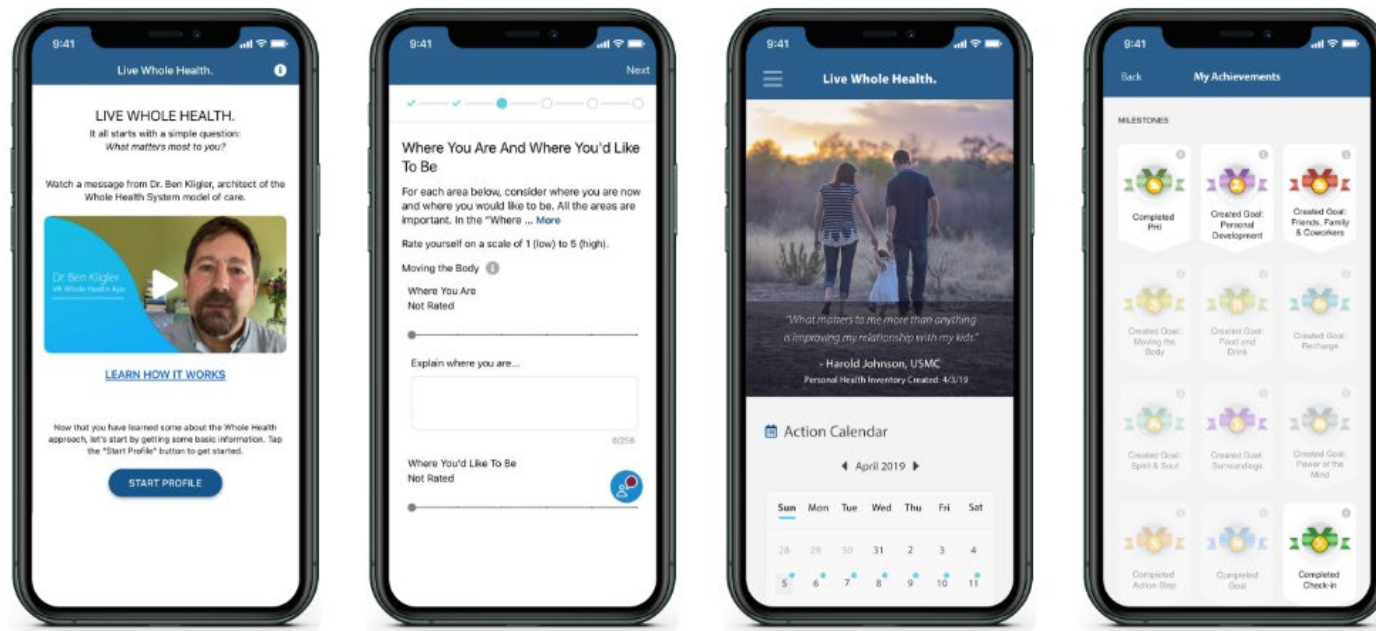 9:41
Live Whole Health.
LIVE WHOLE HEALTH.
It all starts with a simple question:
What matters most to you?
Watch a message from Dr. Ben Kligler, architect of the
Whole Health System model of care.
Dr. Ben Kligler
VA Whole Health App
LEARN HOW IT WORKS
Now that you have learned some about the Whole Health
approach, let's start by getting some basic information. Tap
the "Start Profile" button to get started.
START PROFILE
9:41
Next
Where You Are And Where You'd Like
To Be
For each area below, consider where you are now
and where you would like to be. All the areas are
important. In the "Where ... More
Rate yourself on a scale of 1 (low) to 5 (high).
Moving the Body
Where You Are
Not Rated
Explain where you are...
0/256
Where You'd Like To Be
Not Rated
9:41
Live Whole Health.
"What matters to me more than anything
is improving my relationship with my kids."
- Harold Johnson, USMC
Personal Health Inventory Created: 4/3/19
Action Calendar
April 2019
Sun Mon Tue Wed Thu Fri Sat
28 29 30 31 2 3 4
5 6 7 8 9 10 11
9:41
Back My Achievements
MILESTONES
Completed
PHI
Created Goal:
Personal
Development
Created Goal:
Friends, Family
& Coworkers
Created Goal:
Moving the
Body
Created Goal:
Food and
Drink
Created Goal:
Recharge
Created Goal:
Spirit & Soul
Created Goal:
Surroundings
Created Goal:
Power of the
Mind
Completed
Action Step
Completed
Goal
Completed
Check-in